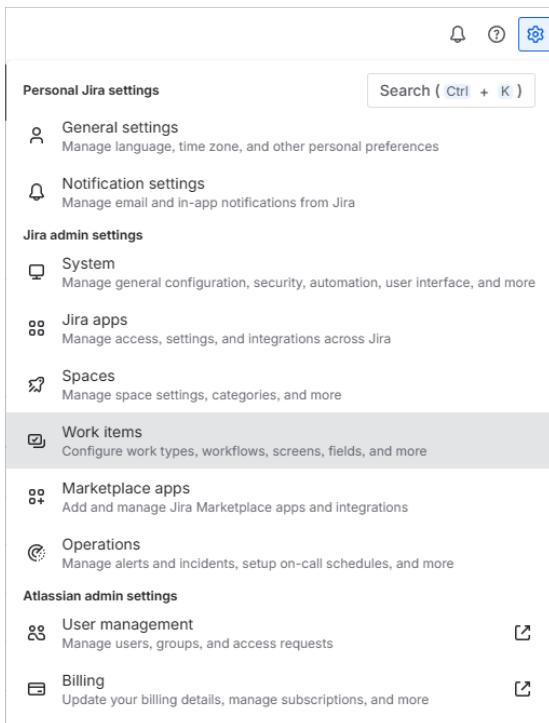 Personal Jira settings
Search ( Ctrl + K )
General settings
Manage language, time zone, and other personal preferences
Notification settings
Manage email and in-app notifications from Jira
Jira admin settings
System
Manage general configuration, security, automation, user interface, and more
Jira apps
Manage access, settings, and integrations across Jira
Spaces
Manage space settings, categories, and more
Work items
Configure work types, workflows, screens, fields, and more
Marketplace apps
Add and manage Jira Marketplace apps and integrations
Operations
Manage alerts and incidents, setup on-call schedules, and more
Atlassian admin settings
User management
Manage users, groups, and access requests
Billing
Update your billing details, manage subscriptions, and more